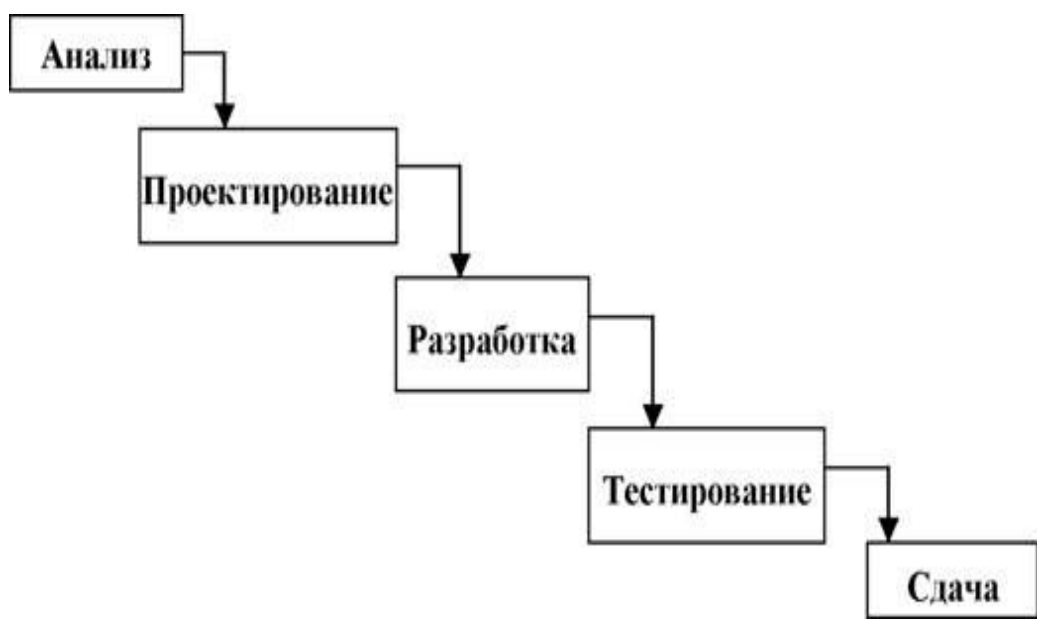 Анализ
Проектирование
Разработка
Тестирование
Сдача